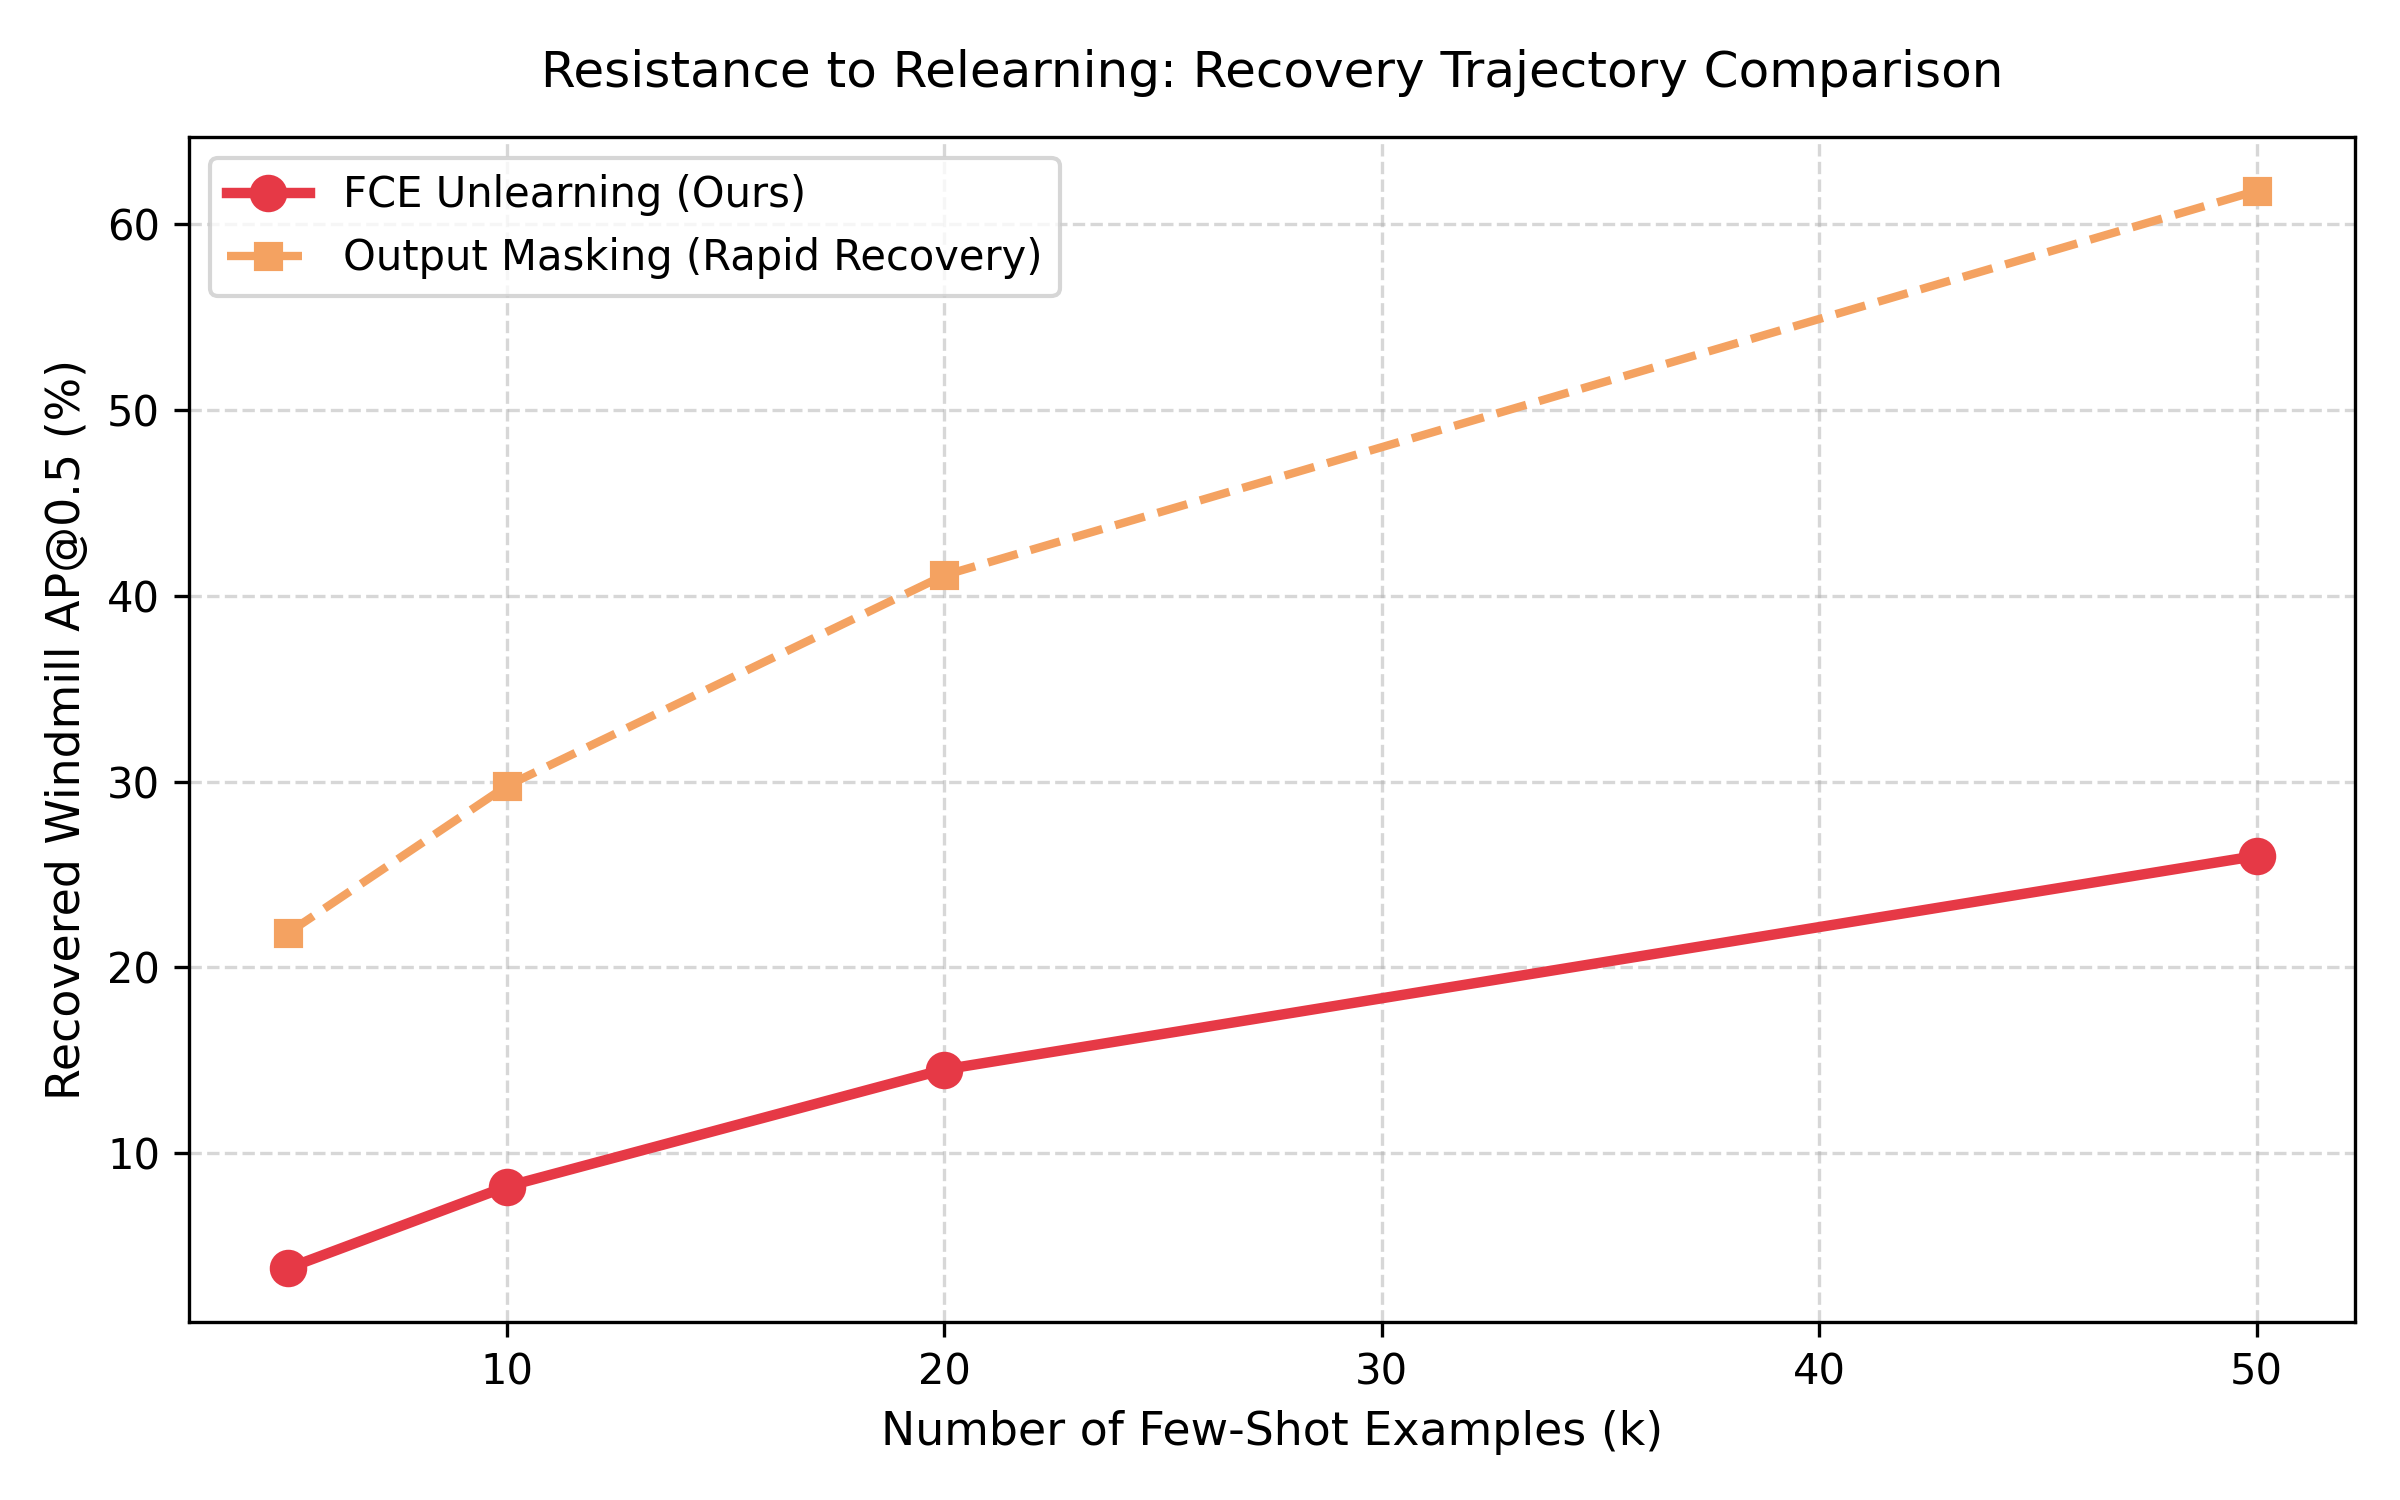 Resistance to Relearning: Recovery Trajectory Comparison
FCE Unlearning (Ours)
Output Masking (Rapid Recovery)
Recovered Windmill AP@0.5 (%)
60
50
40
30
20
10
10 20 30 40 50
Number of Few-Shot Examples (k)